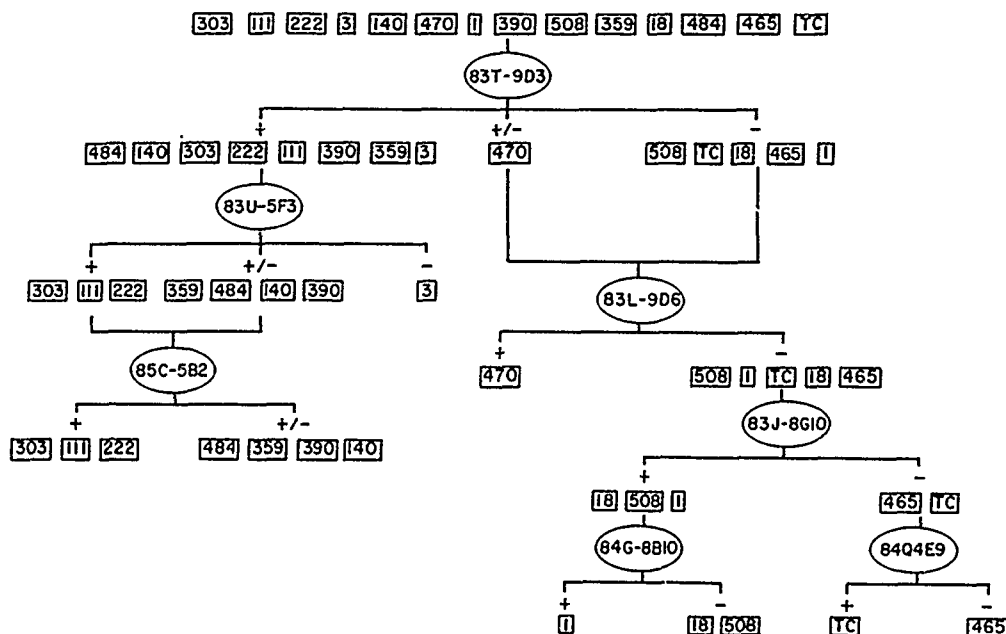 303 111 222 3 140 470 1 390 508 359 18 484 465 TC
83T-9D3
+ +/- -
484 140 303 222 111 390 359 3 470 508 TC 18 465 1
83U-5F3
+ +/- -
303 111 222 359 484 140 390 3
83L-9D6
85C-5B2
+ -
470 508 1 TC 18 465
+ +/-
303 111 222 484 359 390 140
83J-8G10
+ -
18 508 1 465 TC
84G-8B10 84Q4E9
+ - + -
1 18 508 TC 465